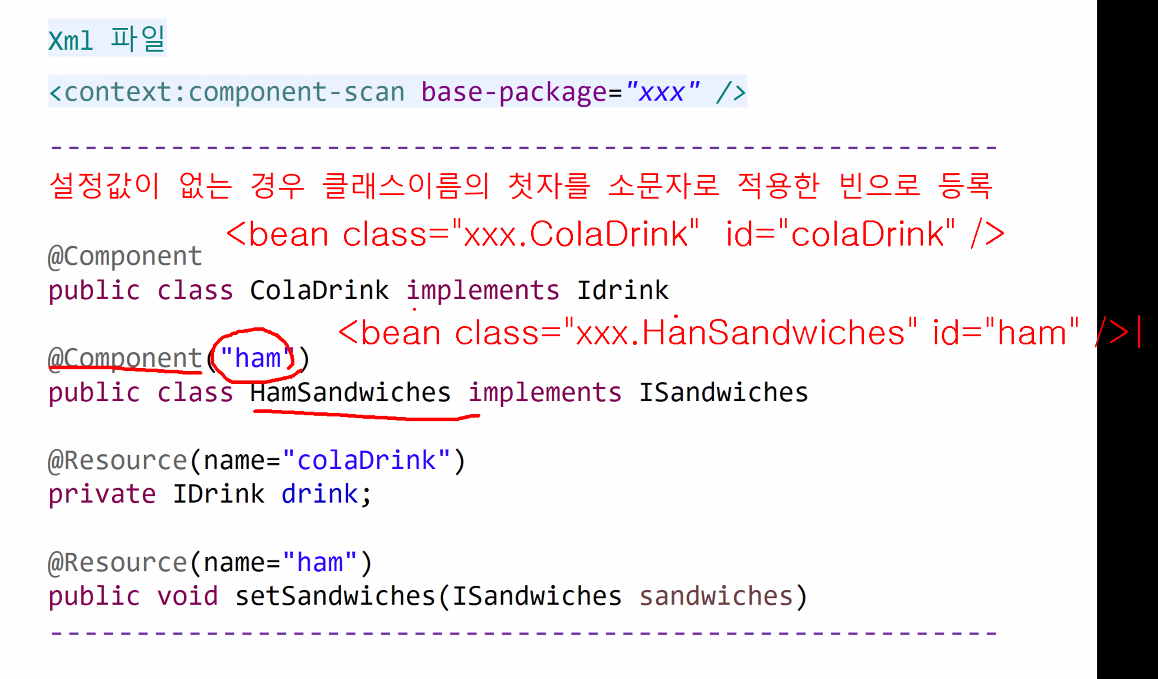 Xml 파일
<context:component-scan base-package="xxx" />
-------------------------------------------------------
설정값이 없는 경우 클래스이름의 첫자를 소문자로 적용한 빈으로 등록
<bean class="xxx.ColaDrink" id="colaDrink" />
@Component
public class ColaDrink implements Idrink
<bean class="xxx.HanSandwiches" id="ham" />
@Component("ham")
public class HamSandwiches implements ISandwiches
@Resource(name="colaDrink")
private IDrink drink;
@Resource(name="ham")
public void setSandwiches(ISandwiches sandwiches)
-------------------------------------------------------